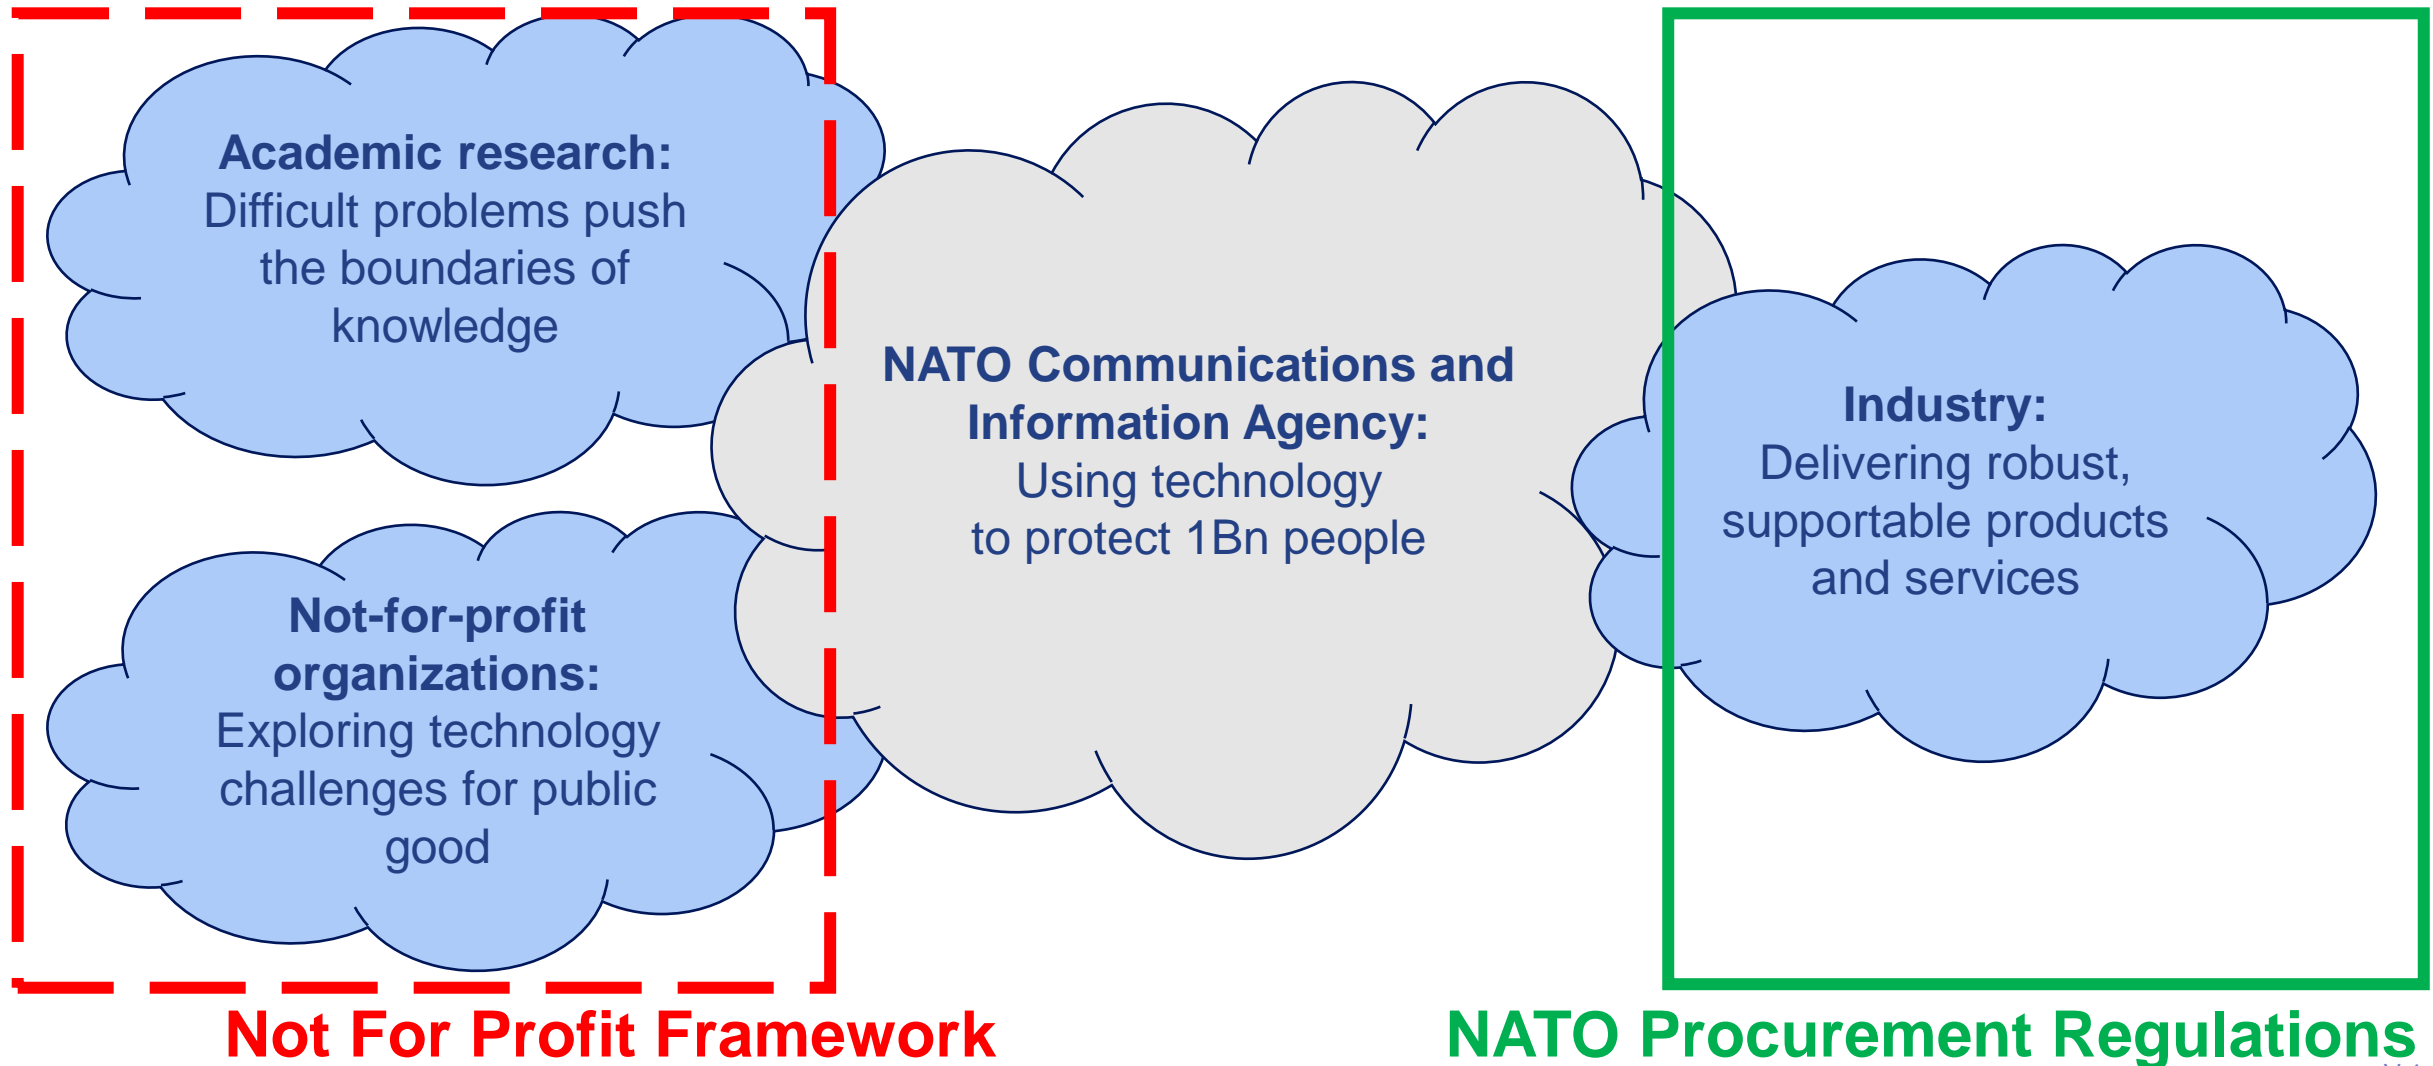 Academic research:
Difficult problems push
the boundaries of
knowledge
Not-for-profit
organizations:
Exploring technology
challenges for public
good
NATO Communications and
Information Agency:
Using technology
to protect 1Bn people
Industry:
Delivering robust,
supportable products
and services
Not For Profit Framework
NATO Procurement Regulations